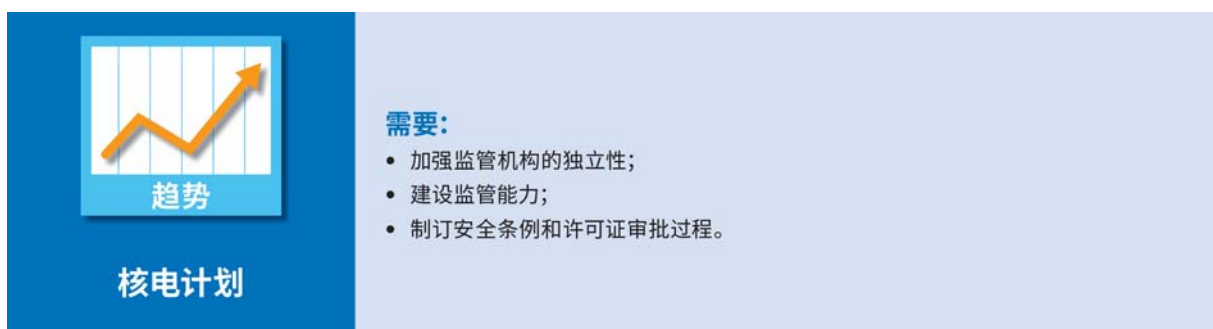 趋势
核电计划
需要：
• 加强监管机构的独立性；
• 建设监管能力；
• 制订安全条例和许可证审批过程。